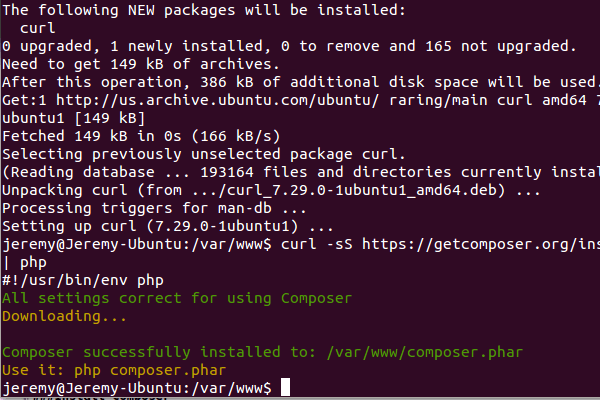 The following NEW packages will be installed:
curl
0 upgraded, 1 newly installed, 0 to remove and 165 not upgraded.
Need to get 149 kB of archives.
After this operation, 386 kB of additional disk space will be used.
Get:1 http://us.archive.ubuntu.com/ubuntu/ raring/main curl amd64 7
ubuntu1 [149 kB]
Fetched 149 kB in 0s (166 kB/s)
Selecting previously unselected package curl.
(Reading database ... 193164 files and directories currently instal
Unpacking curl (from .../curl_7.29.0-1ubuntu1_amd64.deb) ...
Processing triggers for man-db ...
Setting up curl (7.29.0-1ubuntu1) ...
jeremy@Jeremy-Ubuntu:/var/www$ curl -sS https://getcomposer.org/ins
| php
#!/usr/bin/env php
All settings correct for using Composer
Downloading...
Composer successfully installed to: /var/www/composer.phar
Use it: php composer.phar
jeremy@Jeremy-Ubuntu:/var/www$